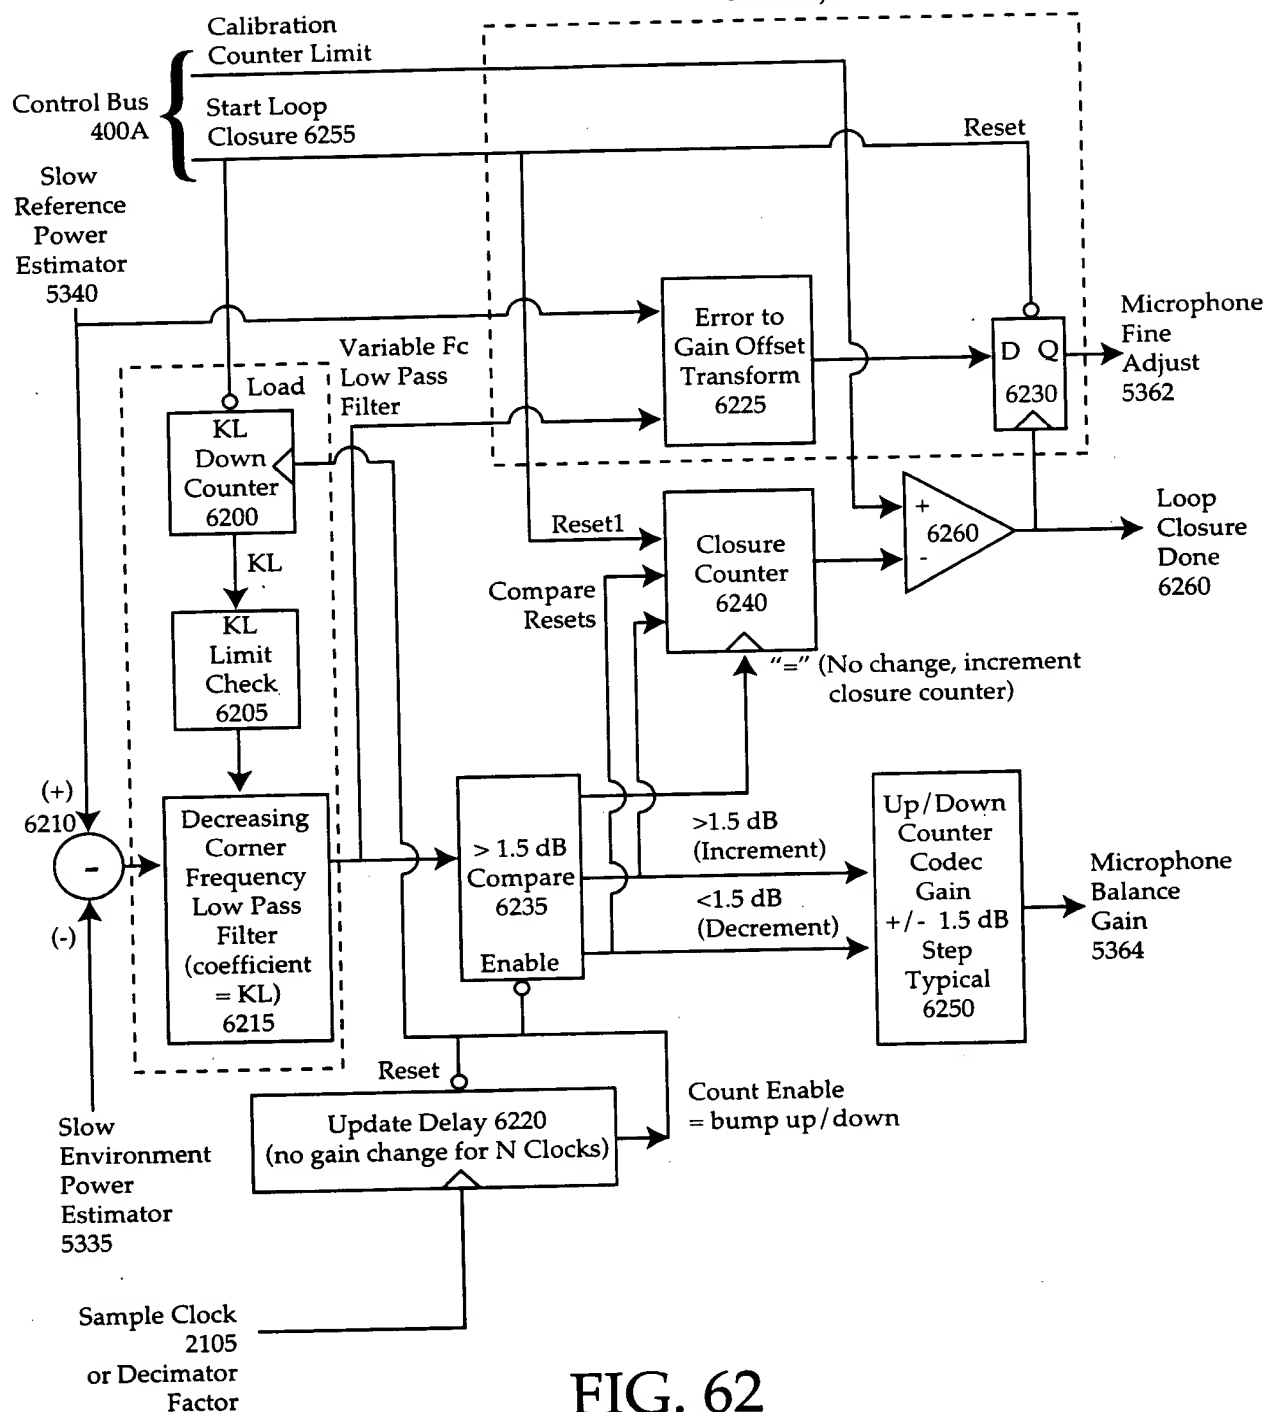 Calibration
Counter Limit
Control Bus
400A
Start Loop
Closure 6255
Reset
Slow
Reference
Power
Estimator
5340
Variable Fc
Low Pass
Filter
Load
Error to
Gain Offset
Transform
6225
D Q
6230
Microphone
Fine
Adjust
5362
KL
Down
Counter
6200
KL
Reset1
Compare
Resets
Closure
Counter
6240
+
6260
-
Loop
Closure
Done
6260
KL
Limit
Check
6205
"=" (No change, increment
closure counter)
(+)
6210
-
(-)
Decreasing
Corner
Frequency
Low Pass
Filter
(coefficient
= KL)
6215
> 1.5 dB
Compare
6235
Enable
>1.5 dB
(Increment)
<1.5 dB
(Decrement)
Up/Down
Counter
Codec
Gain
+/- 1.5 dB
Step
Typical
6250
Microphone
Balance
Gain
5364
Reset
Update Delay 6220
(no gain change for N Clocks)
Count Enable
= bump up/down
Slow
Environment
Power
Estimator
5335
Sample Clock
2105
or Decimator
Factor
FIG. 62